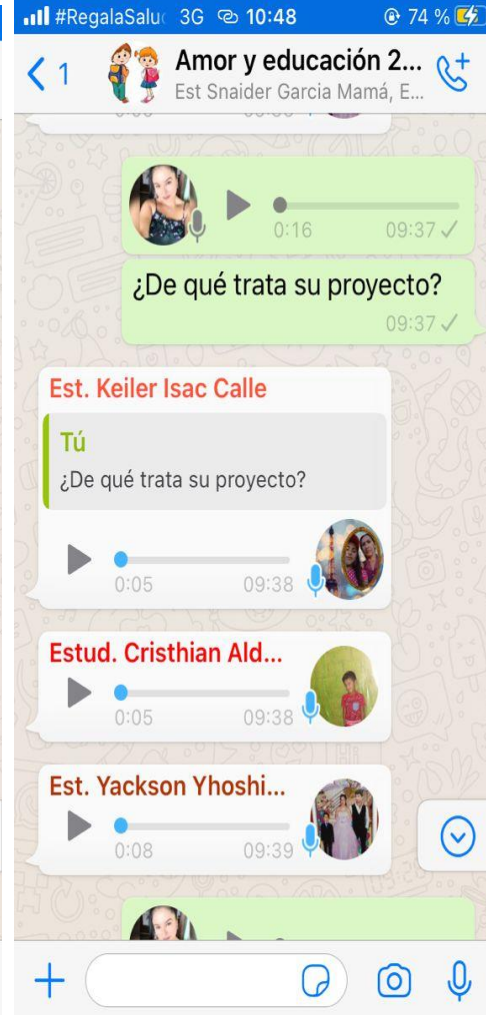 #RegalaSaluc 3G 10:48 74 %
1 Amor y educación 2...
Est Snaider Garcia Mamá, E...
0:16 09:37
¿De qué trata su proyecto?
09:37
Est. Keiler Isac Calle
Tú
¿De qué trata su proyecto?
0:05 09:38
Estud. Cristhian Ald...
0:05 09:38
Est. Yackson Yhoshi...
0:08 09:39